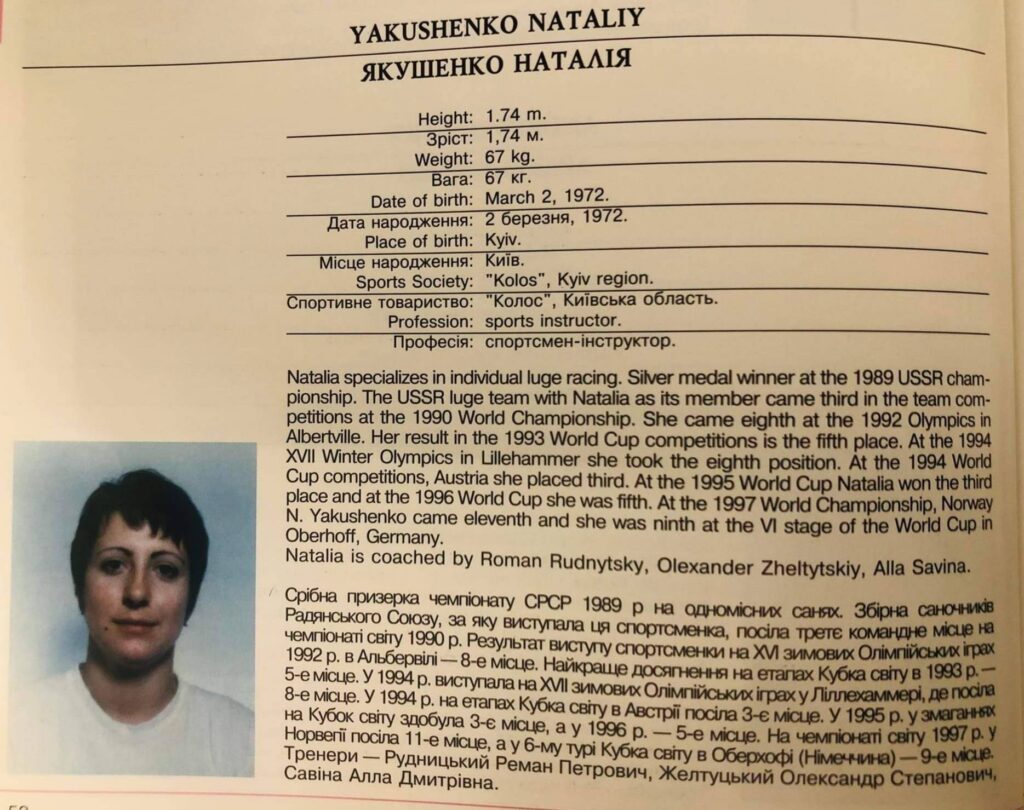 YAKUSHENKO NATALIY
ЯКУШЕНКО НАТАЛІЯ
Height: 1.74 m.
Зріст: 1,74 м.
Weight: 67 kg.
Вага: 67 кг.
Date of birth: March 2, 1972.
Дата народження: 2 березня, 1972.
Place of birth: Kyiv.
Місце народження: Київ.
Sports Society: "Kolos", Kyiv region.
Спортивне товариство: "Колос", Київська область.
Profession: sports instructor.
Професія: спортсмен-інструктор.
Natalia specializes in individual luge racing. Silver medal winner at the 1989 USSR cham-
pionship. The USSR luge team with Natalia as its member came third in the team com-
petitions at the 1990 World Championship. She came eighth at the 1992 Olympics in
Albertville. Her result in the 1993 World Cup competitions is the fifth place. At the 1994
XVII Winter Olympics in Lillehammer she took the eighth position. At the 1994 World
Cup competitions, Austria she placed third. At the 1995 World Cup Natalia won the third
place and at the 1996 World Cup she was fifth. At the 1997 World Championship, Norway
N. Yakushenko came eleventh and she was ninth at the VI stage of the World Cup in
Oberhoff, Germany.
Natalia is coached by Roman Rudnytsky, Olexander Zheltytskiy, Alla Savina.
Срібна призерка чемпіонату СРСР 1989 р на одномісних санях. Збірна саночників
Радянського Союзу, за яку виступала ця спортсменка, посіла третє командне місце на
чемпіонаті світу 1990 р. Результат виступу спортсменки на XVI зимових Олімпійських іграх
1992 р. в Альбервілі — 8-е місце. Найкраще досягнення на етапах Кубка світу в 1993 р. —
5-е місце. У 1994 р. виступала на XVII зимових Олімпійських іграх у Ліллехаммері, де посіла
8-е місце. У 1994 р. на етапах Кубка світу в Австрії посіла 3-є місце. У 1995 р. у змаганнях
на Кубок світу здобула 3-є місце, а у 1996 р. — 5-е місце. На чемпіонаті світу 1997 р. у
Норвегії посіла 11-е місце, а у 6-му турі Кубка світу в Оберхофі (Німеччина) — 9-е місце.
Тренери — Рудницький Реман Петрович, Желтуцький Олександр Степанович,
Савіна Алла Дмитрівна.